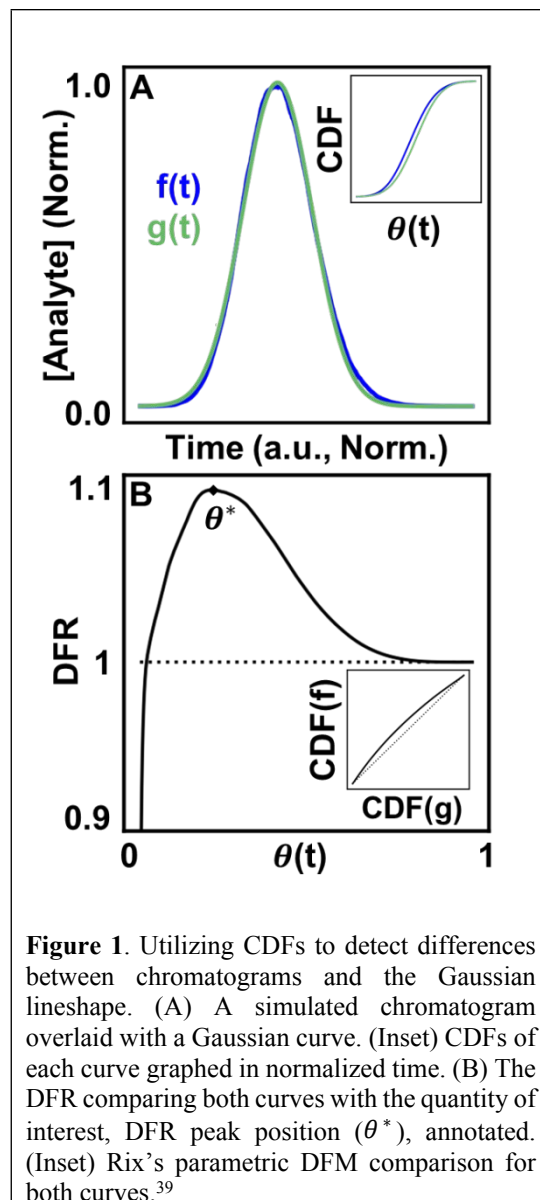 A
1.0
[Analyte] (Norm.)
f(t)
g(t)
CDF
θ(t)
0.0
Time (a.u., Norm.)
B
1.1
θ*
DFR
1
CDF(f)
CDF(g)
0.9
0
θ(t)
1
Figure 1. Utilizing CDFs to detect differences
between chromatograms and the Gaussian
lineshape. (A) A simulated chromatogram
overlaid with a Gaussian curve. (Inset) CDFs of
each curve graphed in normalized time. (B) The
DFR comparing both curves with the quantity of
interest, DFR peak position (θ*), annotated.
(Inset) Rix's parametric DFM comparison for
both curves.³⁹